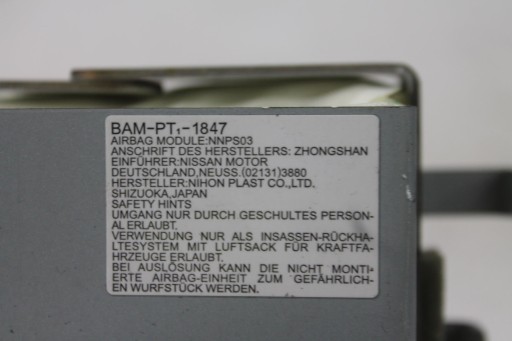 BAM-PT₁-1847
AIRBAG MODULE:NNPS03
ANSCHRIFT DES HERSTELLERS: ZHONGSHAN
EINFÜHRER:NISSAN MOTOR
DEUTSCHLAND,NEUSS.(02131)3880
HERSTELLER:NIHON PLAST CO.,LTD.
SHIZUOKA,JAPAN
SAFETY HINTS
UMGANG NUR DURCH GESCHULTES PERSON-
AL ERLAUBT.
VERWENDUNG NUR ALS INSASSEN-RÜCKHA-
LTESYSTEM MIT LUFTSACK FÜR KRAFTFA-
HRZEUGE ERLAUBT.
BEI AUSLÖSUNG KANN DIE NICHT MONTI-
ERTE AIRBAG-EINHEIT ZUM GEFÄHRLICH-
EN WURFSTÜCK WERDEN.